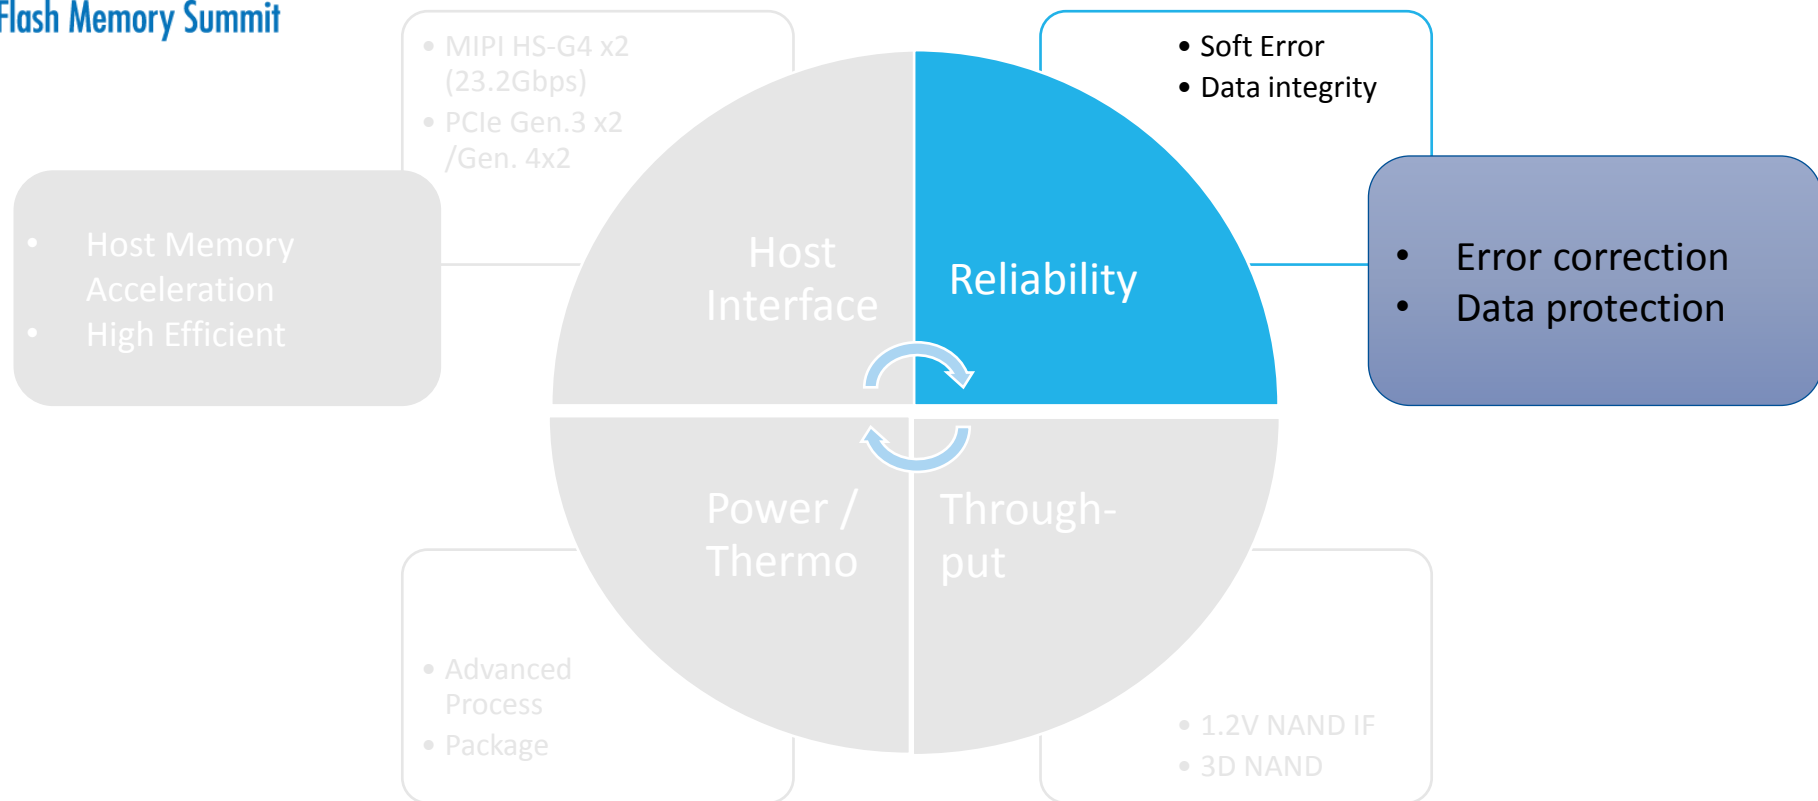 Flash Memory Summit
• MIPI HS-G4 x2
(23.2Gbps)
• PCIe Gen.3 x2
/Gen. 4x2
• Soft Error
• Data integrity
• Host Memory
Acceleration
• High Efficient
Host
Interface
Reliability
• Error correction
• Data protection
Power /
Thermo
Through-
put
• Advanced
Process
• Package
• 1.2V NAND IF
• 3D NAND